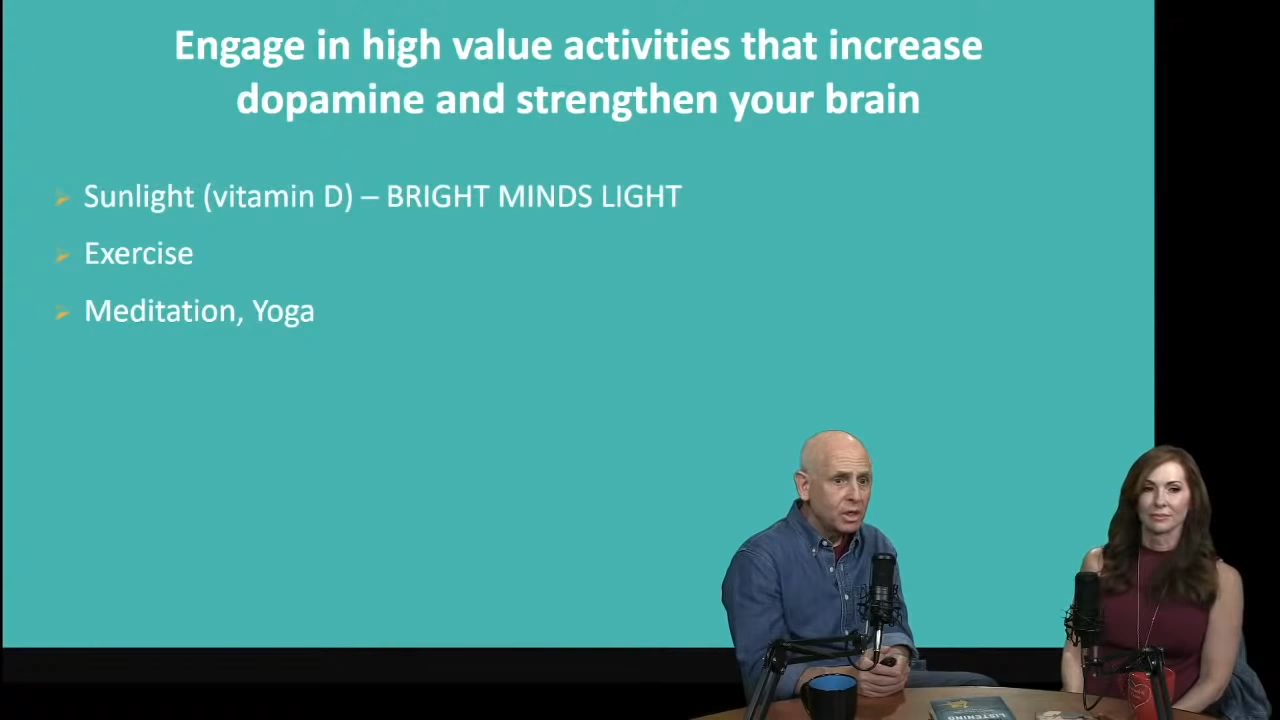 Engage in high value activities that increase
dopamine and strengthen your brain
Sunlight (vitamin D) – BRIGHT MINDS LIGHT
Exercise
Meditation, Yoga
LISTENING